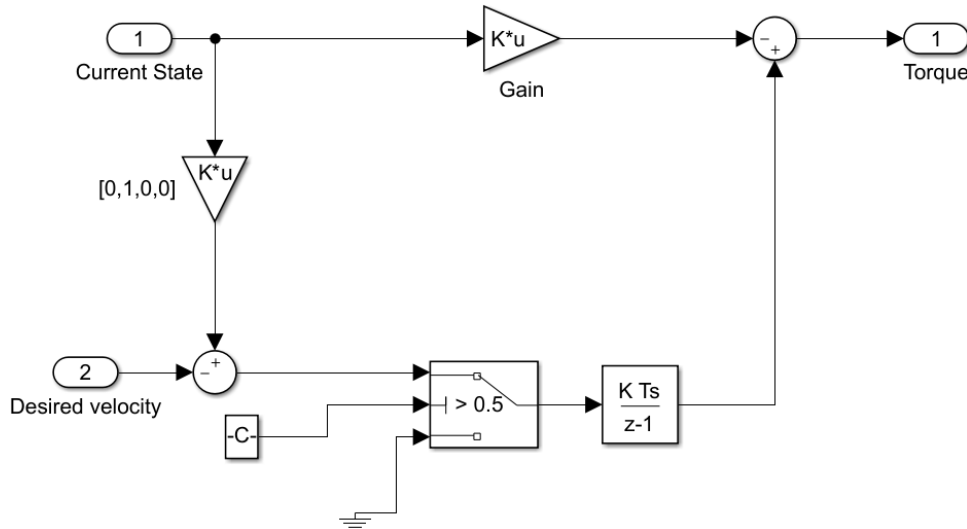 1
Current State
K*u
Gain
-
+
1
Torque
K*u
[0,1,0,0]
2
Desired velocity
+
-
> 0.5
-C-
K Ts
z-1